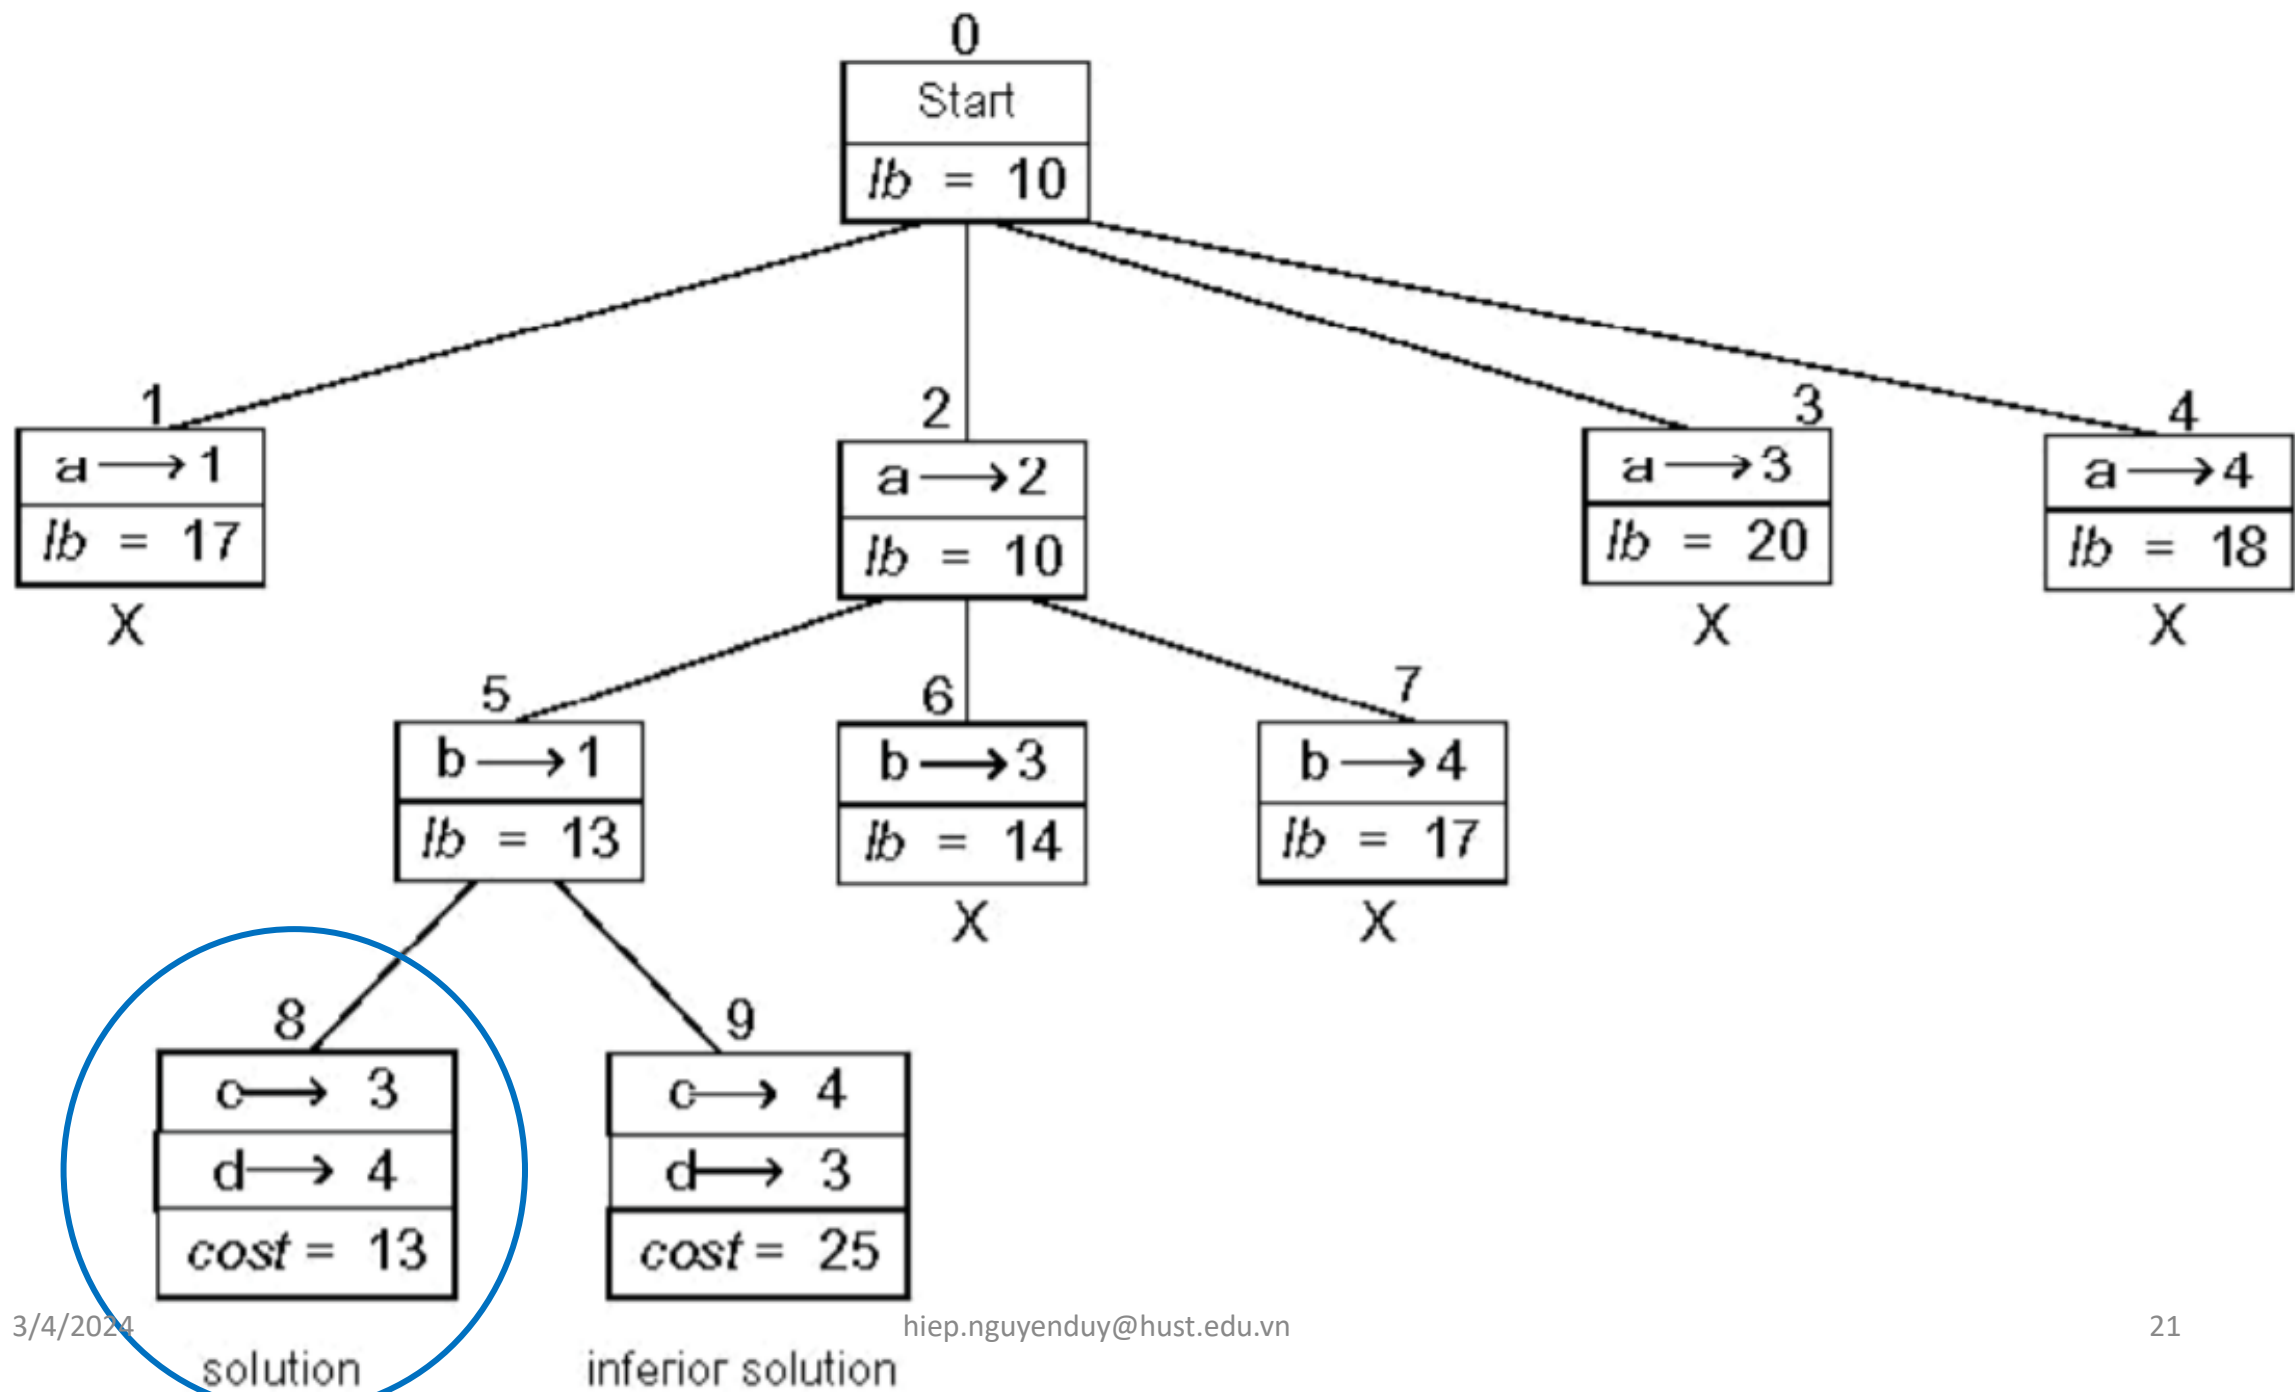 0
Start
lb = 10
1
2
3
4
a → 1
a → 2
a → 3
a → 4
lb = 17
lb = 10
lb = 20
lb = 18
X
X
X
5
6
7
b → 1
b → 3
b → 4
lb = 13
lb = 14
lb = 17
X
X
8
9
c → 3
c → 4
d → 4
d → 3
cost = 13
cost = 25
3/4/2024
hiep.nguyenduy@hust.edu.vn
21
solution
inferior solution